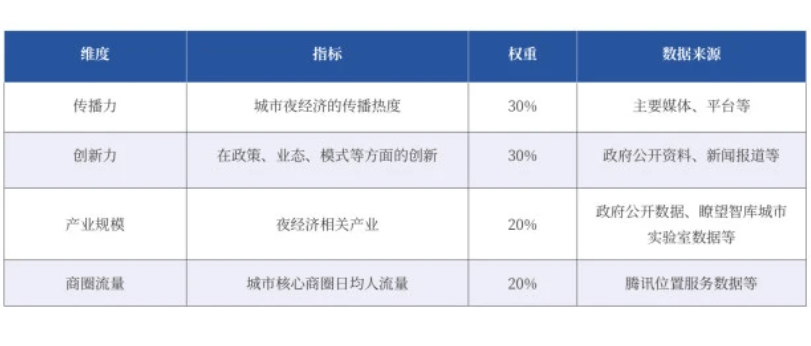 维度 指标 权重 数据来源
传播力 城市夜经济的传播热度 30% 主要媒体、平台等
创新力 在政策、业态、模式等方面的创新 30% 政府公开资料、新闻报道等
产业规模 夜经济相关产业 20% 政府公开数据、瞭望智库城市
实验室数据等
商圈流量 城市核心商圈日均人流量 20% 腾讯位置服务数据等